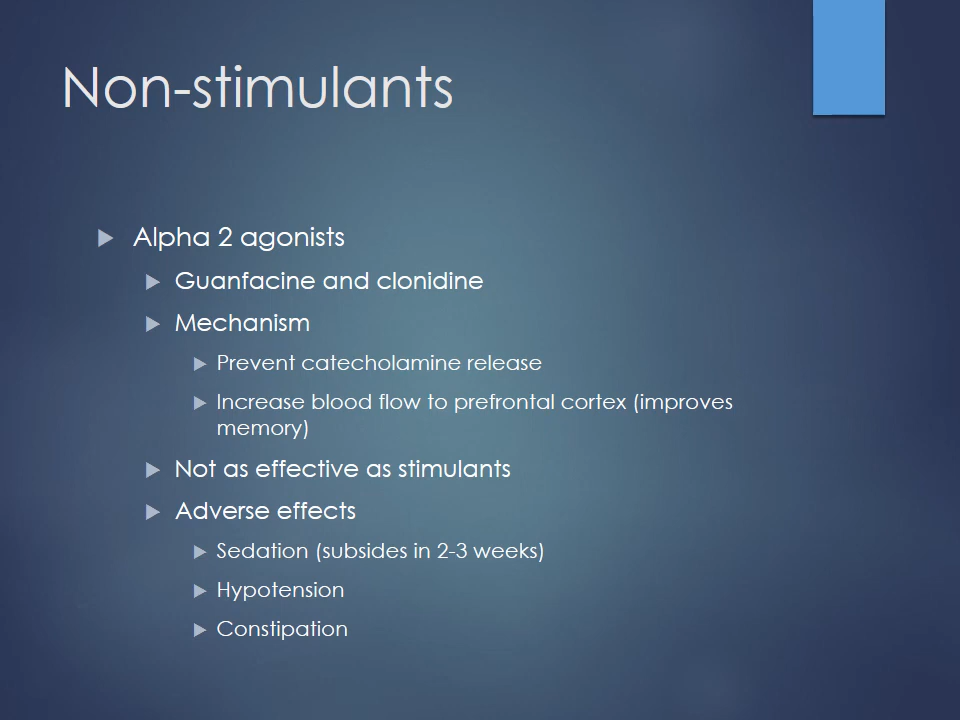 Non-stimulants
Alpha 2 agonists
Guanfacine and clonidine
Mechanism
Prevent catecholamine release
Increase blood flow to prefrontal cortex (improves
memory)
Not as effective as stimulants
Adverse effects
Sedation (subsides in 2-3 weeks)
Hypotension
Constipation